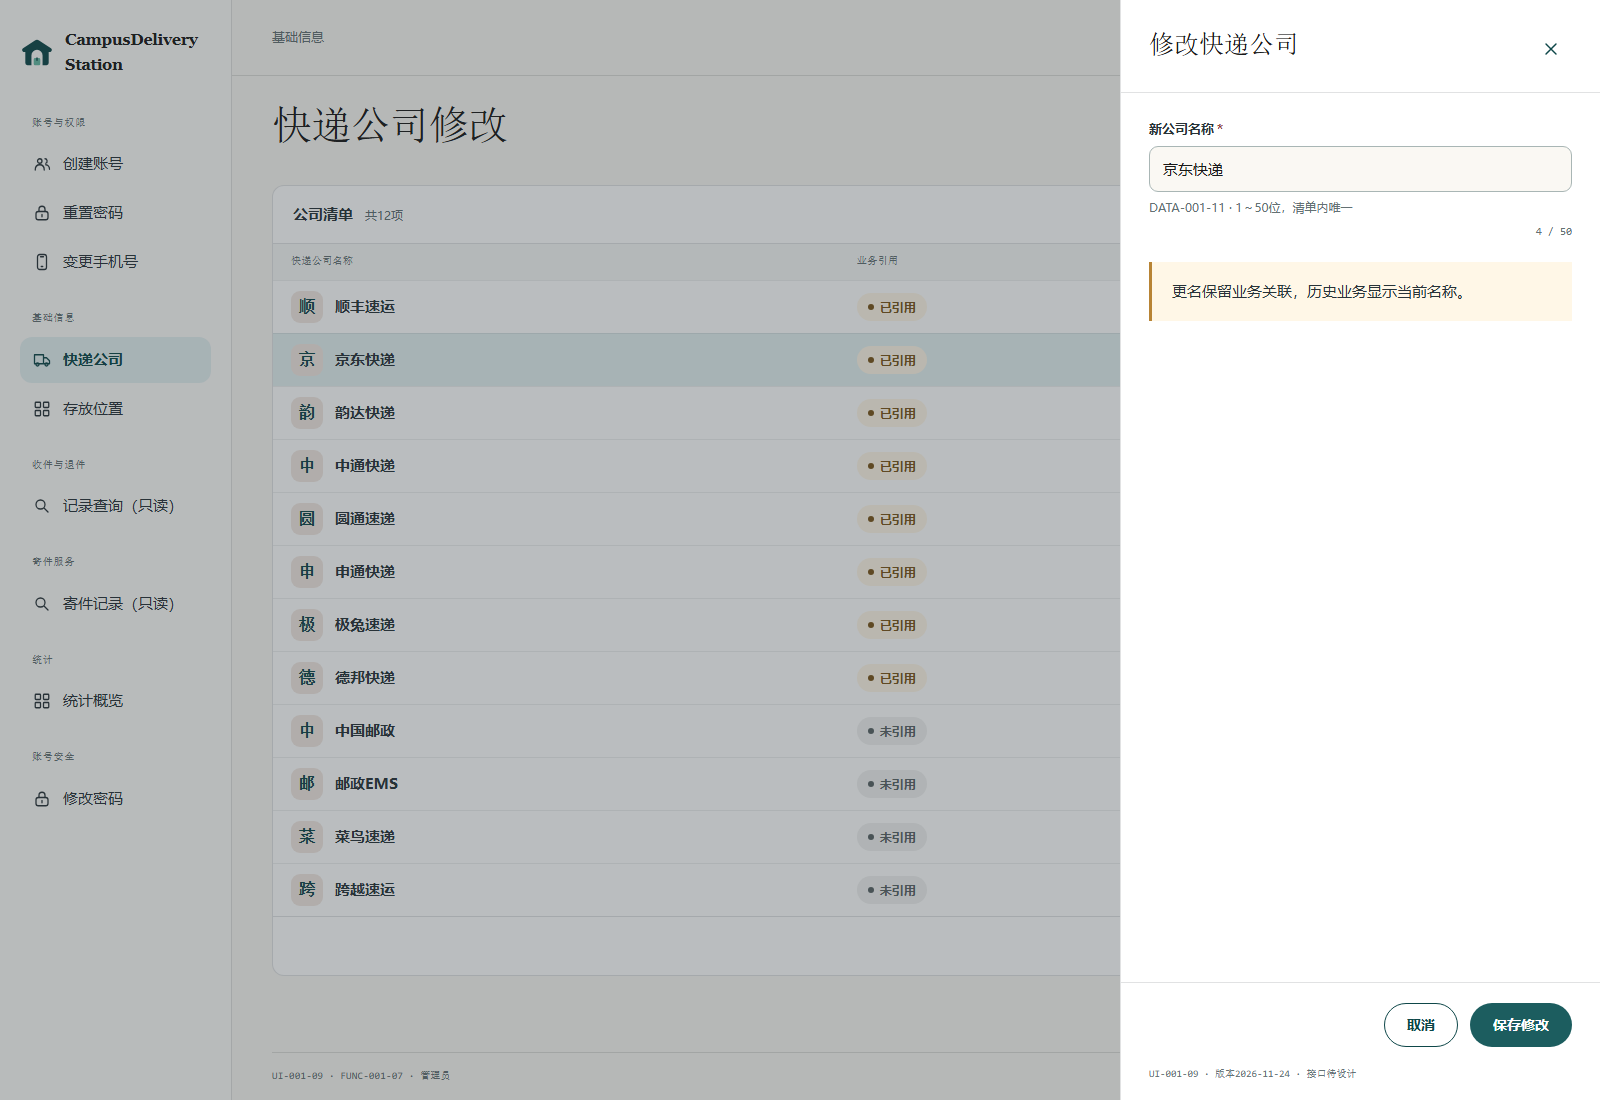 CampusDelivery
Station
账号与权限
创建账号
重置密码
变更手机号
基础信息
快递公司
存放位置
收件与退件
记录查询（只读）
寄件服务
寄件记录（只读）
统计
统计概览
账号安全
修改密码
基础信息
快递公司修改
公司清单 共12项
快递公司名称 业务引用
顺 顺丰速运 已引用
京 京东快递 已引用
韵 韵达快递 已引用
中 中通快递 已引用
圆 圆通速递 已引用
申 申通快递 已引用
极 极兔速递 已引用
德 德邦快递 已引用
中 中国邮政 未引用
邮 邮政EMS 未引用
菜 菜鸟速递 未引用
跨 跨越速运 未引用
UI-001-09 · FUNC-001-07 · 管理员
修改快递公司
新公司名称 *
京东快递
DATA-001-11 · 1～50位，清单内唯一
4 / 50
更名保留业务关联，历史业务显示当前名称。
取消 保存修改
UI-001-09 · 版本2026-11-24 · 接口待设计